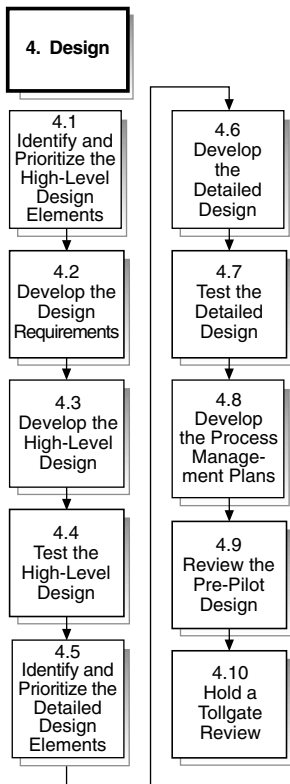 4. Design
4.1
Identify and
Prioritize the
High-Level
Design
Elements
4.2
Develop the
Design
Requirements
4.3
Develop the
High-Level
Design
4.4
Test the
High-Level
Design
4.5
Identify and
Prioritize the
Detailed
Design
Elements
4.6
Develop
the
Detailed
Design
4.7
Test the
Detailed
Design
4.8
Develop
the Process
Manage-
ment Plans
4.9
Review the
Pre-Pilot
Design
4.10
Hold a
Tollgate
Review